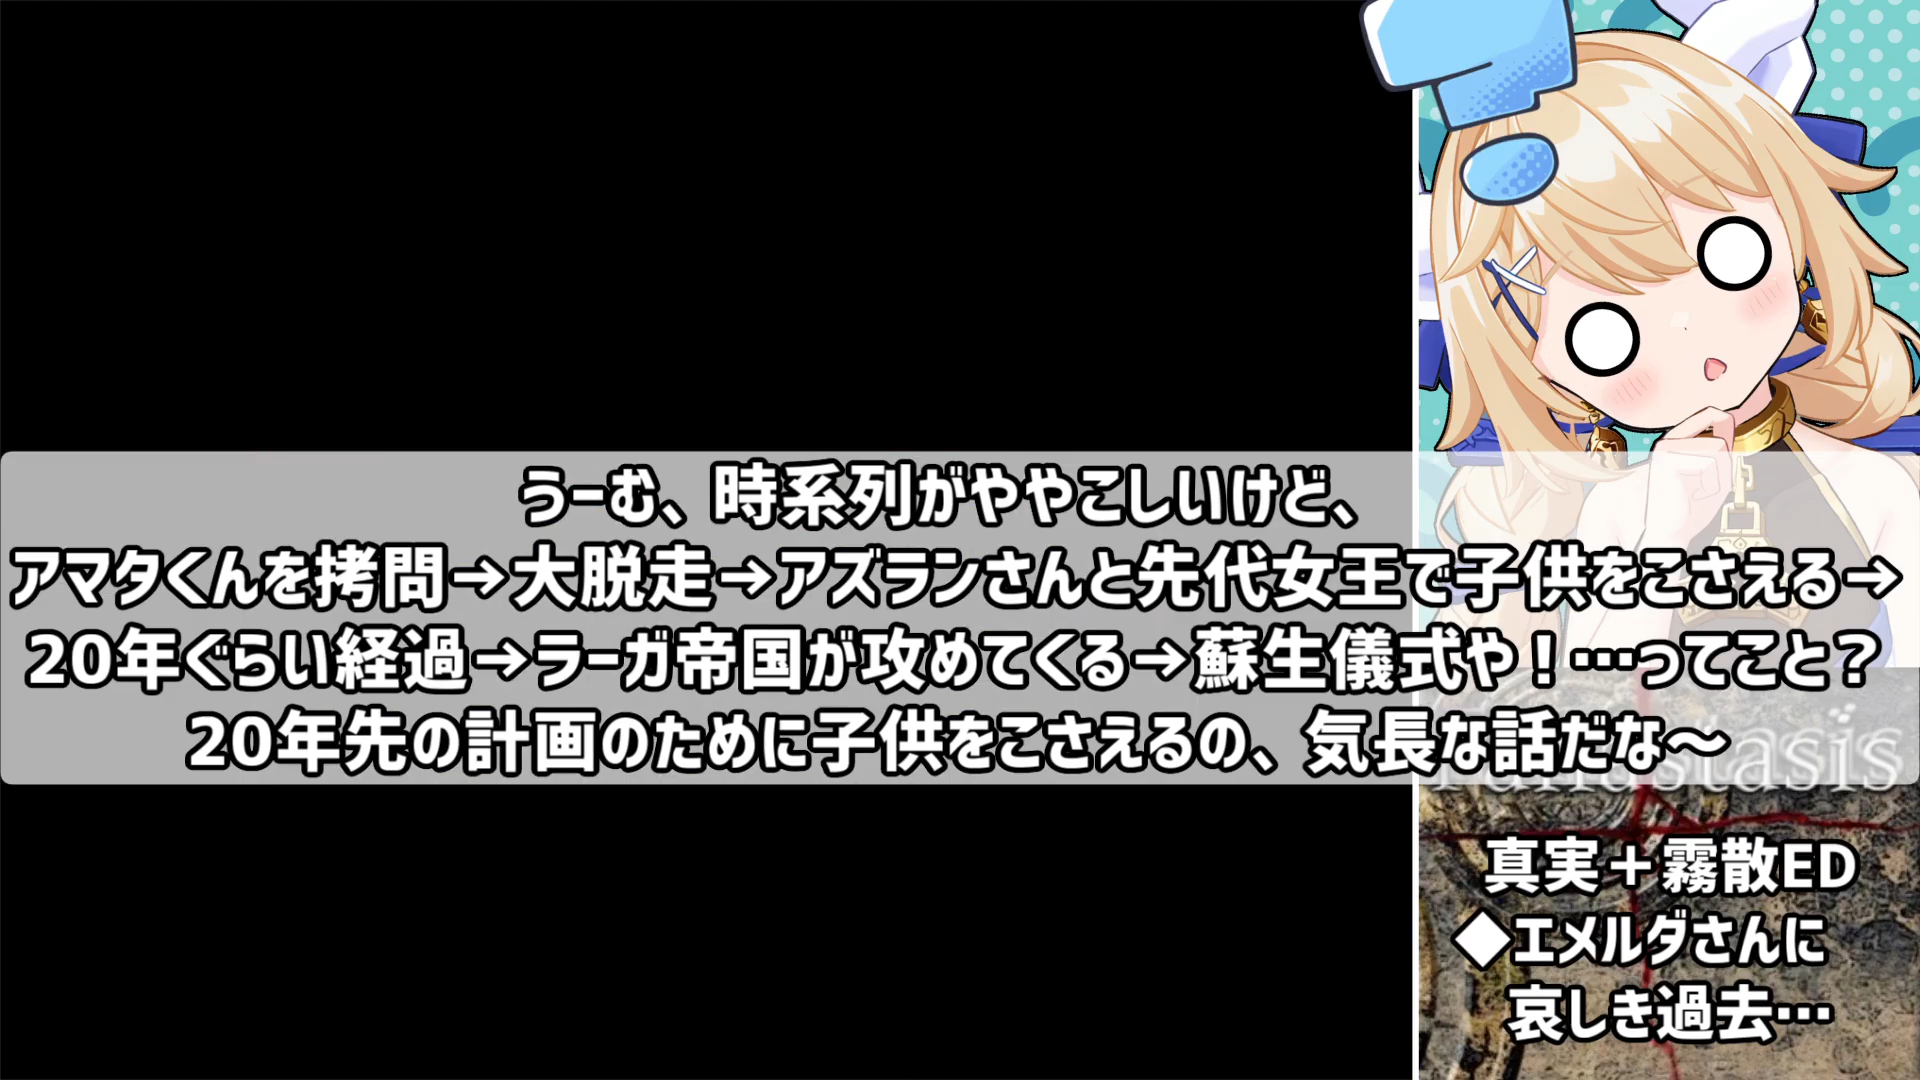 うーむ、時系列がややこしいけど、
アマタくんを拷問→大脱走→アズランさんと先代女王で子供をこさえる→
20年ぐらい経過→ラーガ帝国が攻めてくる→蘇生儀式や！…ってこと？
20年先の計画のために子供をこさえるの、気長な話だな～
真実＋霧散ED
◆エメルダさんに
哀しき過去…